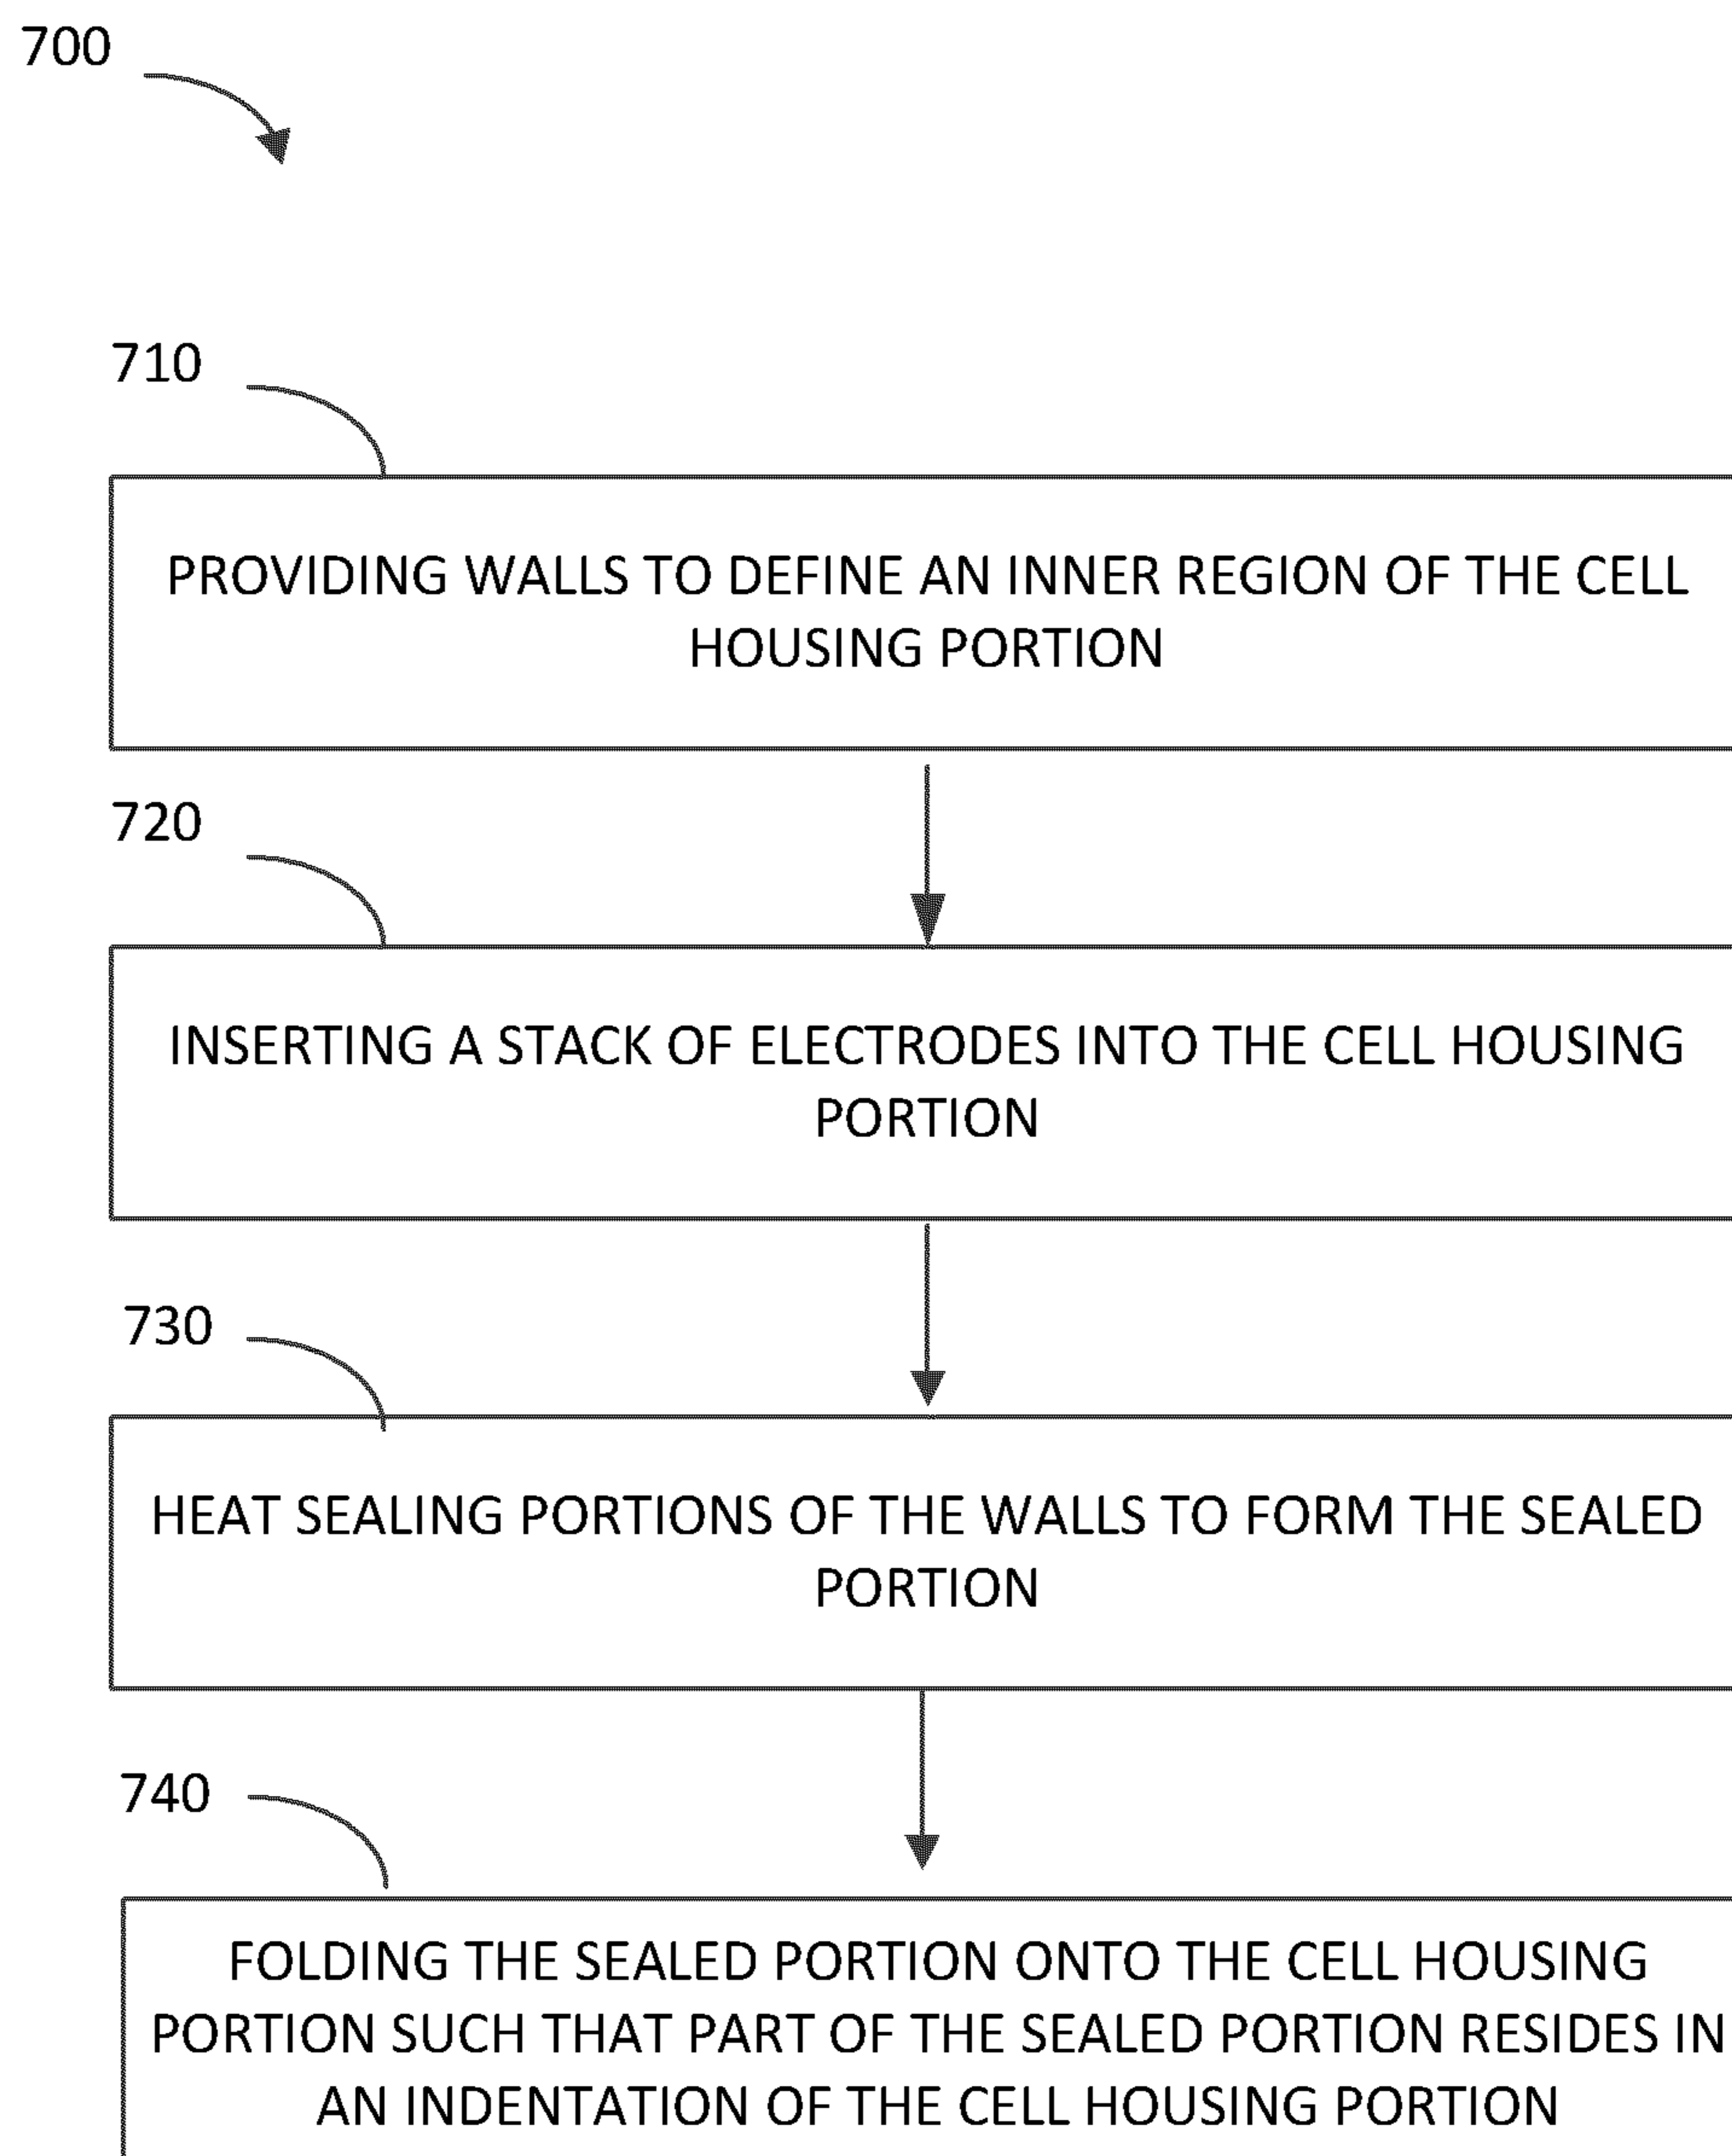 700
710
PROVIDING WALLS TO DEFINE AN INNER REGION OF THE CELL
HOUSING PORTION
720
INSERTING A STACK OF ELECTRODES INTO THE CELL HOUSING
PORTION
730
HEAT SEALING PORTIONS OF THE WALLS TO FORM THE SEALED
PORTION
740
FOLDING THE SEALED PORTION ONTO THE CELL HOUSING
PORTION SUCH THAT PART OF THE SEALED PORTION RESIDES IN
AN INDENTATION OF THE CELL HOUSING PORTION